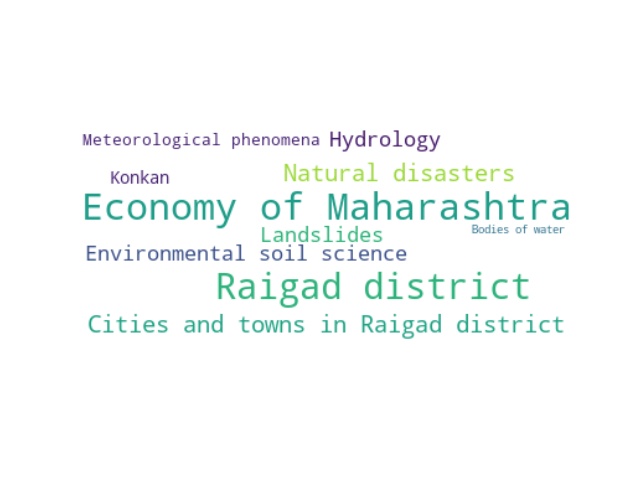 Meteorological phenomena Hydrology
Konkan Natural disasters
Economy of Maharashtra
Landslides Bodies of water
Environmental soil science
Raigad district
Cities and towns in Raigad district